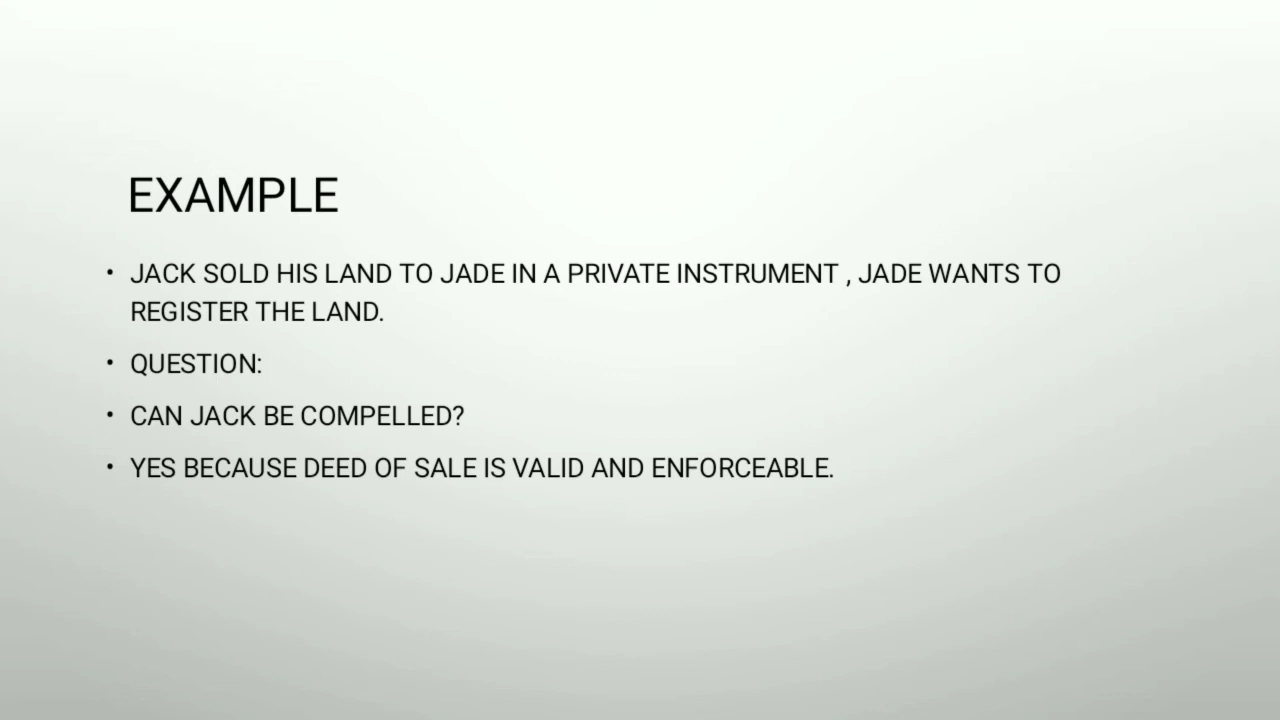 EXAMPLE
• JACK SOLD HIS LAND TO JADE IN A PRIVATE INSTRUMENT , JADE WANTS TO
REGISTER THE LAND.
• QUESTION:
• CAN JACK BE COMPELLED?
• YES BECAUSE DEED OF SALE IS VALID AND ENFORCEABLE.